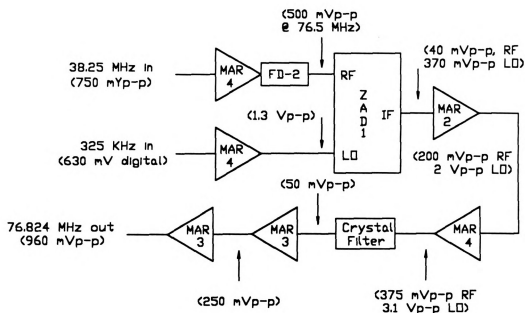 (500 mVp-p
@ 76.5 MHz)
38.25 MHz in
(750 mVp-p)
MAR
4
FD-2
RF
ZAD1
IF
LO
(40 mVp-p, RF
370 mVp-p LO)
MAR
2
(1.3 Vp-p)
325 KHz in
(630 mV digital)
MAR
4
(200 mVp-p RF
2 Vp-p LO)
(50 mVp-p)
76.824 MHz out
(960 mVp-p)
MAR
3
MAR
3
Crystal
Filter
MAR
4
(250 mVp-p)
(375 mVp-p RF
3.1 Vp-p LO)